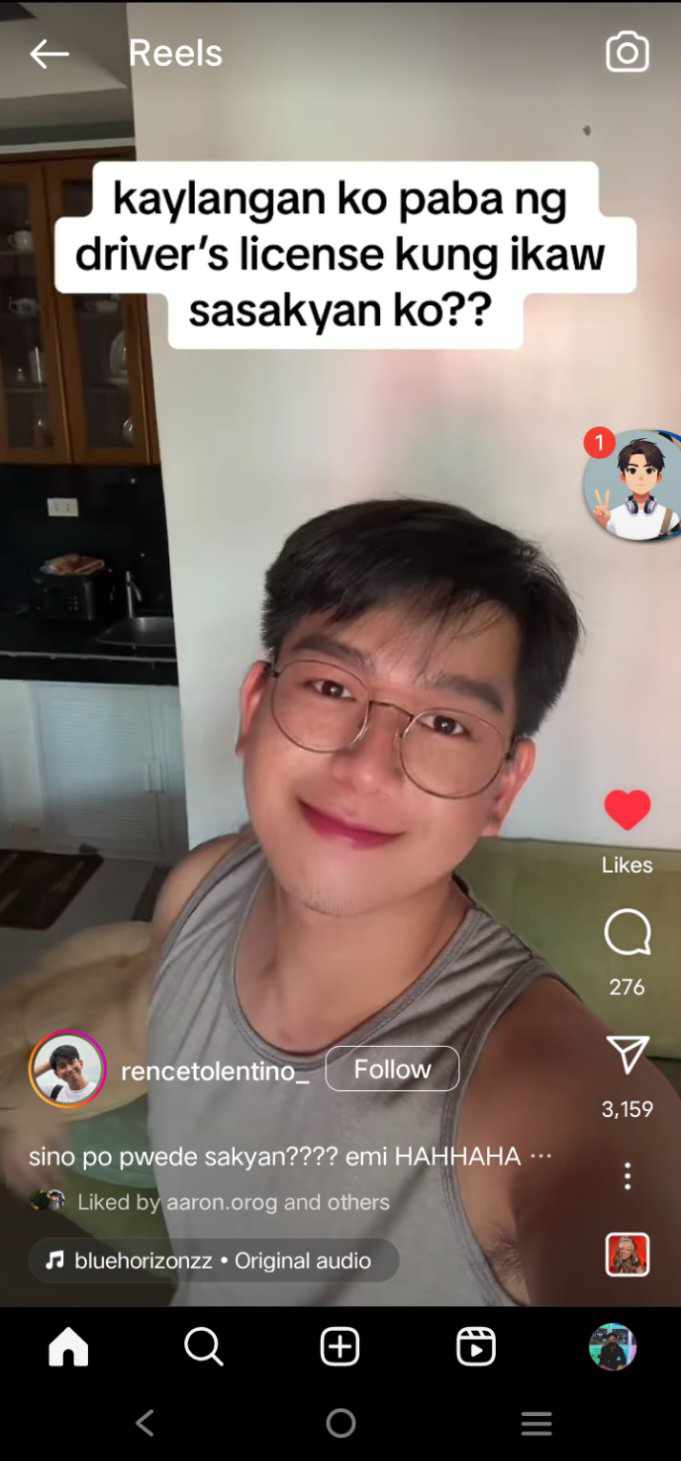 Reels
kaylangan ko paba ng
driver's license kung ikaw
sasakyan ko??
1
Likes
276
3,159
rencetolentino_ Follow
sino po pwede sakyan???? emi HAHHAHA ...
Liked by aaron.orog and others
bluehorizonzz • Original audio